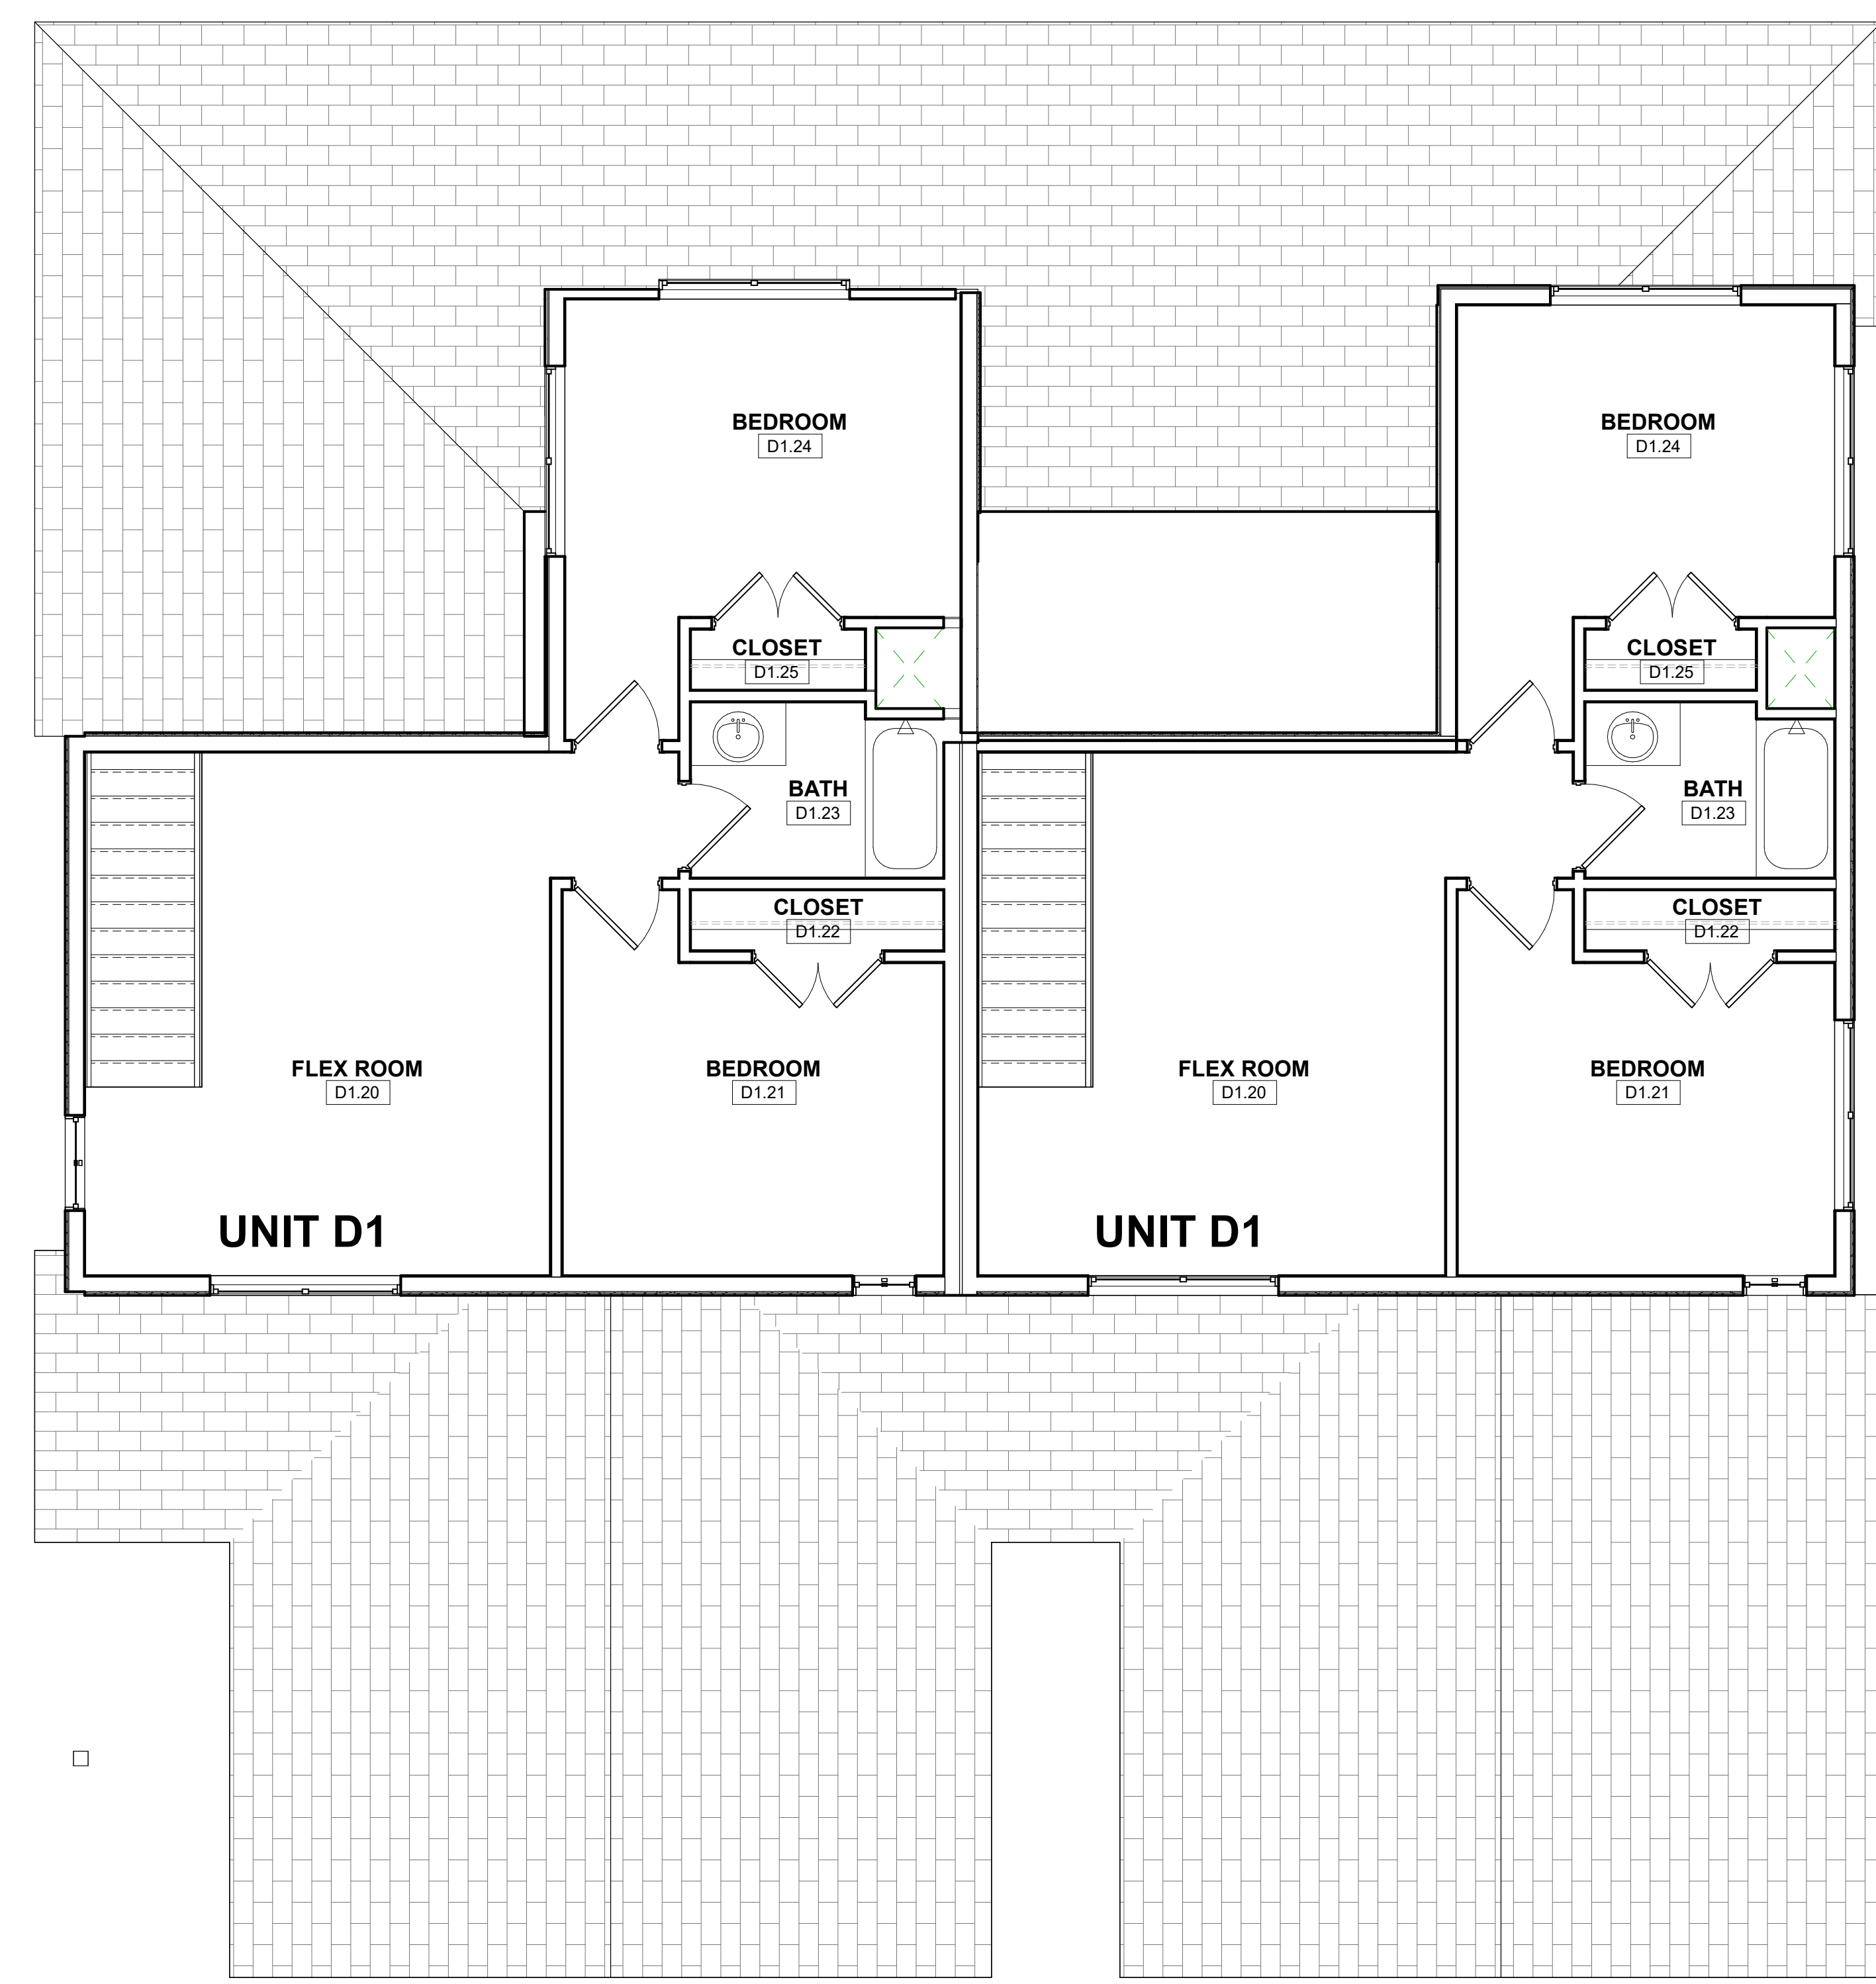 BEDROOM
D1.24
BEDROOM
D1.24
CLOSET
D1.25
CLOSET
D1.25
BATH
D1.23
BATH
D1.23
CLOSET
D1.22
CLOSET
D1.22
FLEX ROOM
D1.20
BEDROOM
D1.21
FLEX ROOM
D1.20
BEDROOM
D1.21
UNIT D1
UNIT D1